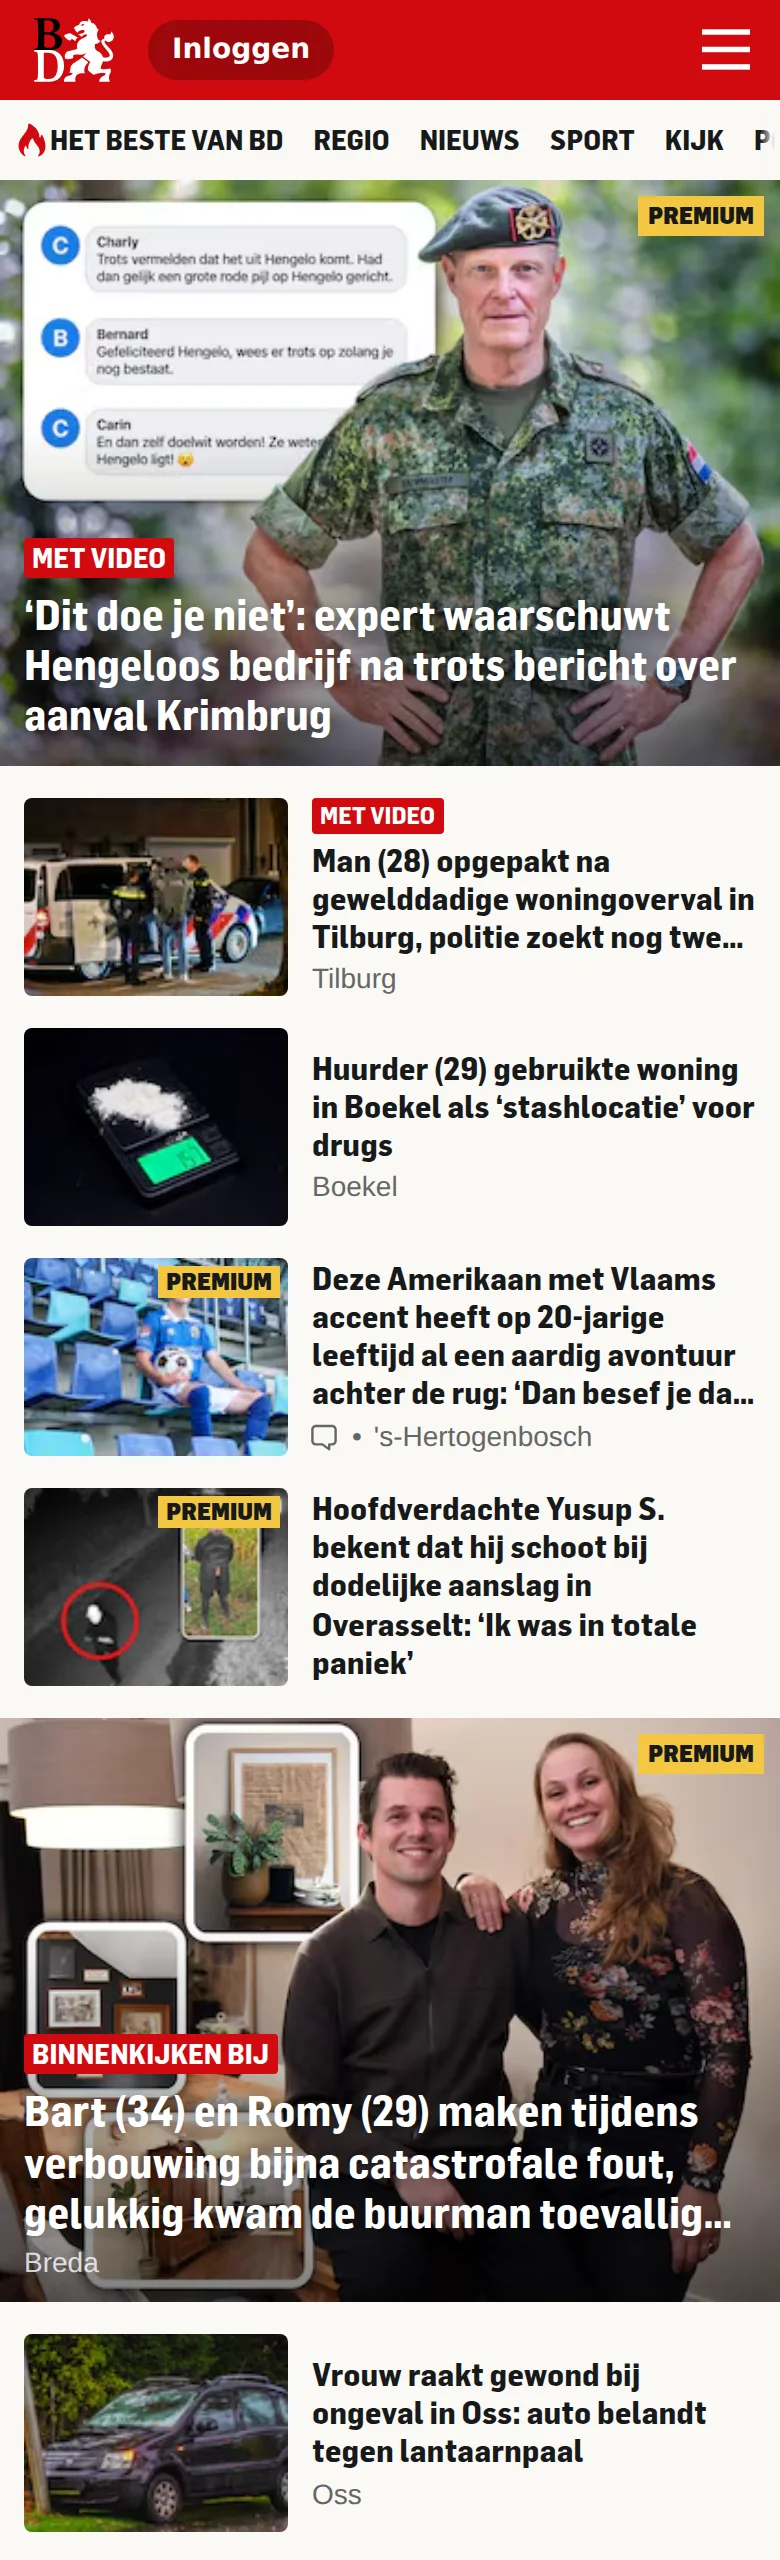 BD
Inloggen
HET BESTE VAN BD REGIO NIEUWS SPORT KIJK
PREMIUM
C
Charly
Trots vermelden dat het uit Hengelo komt. Had
dan gelijk een grote rode pijl op Hengelo gericht.
B
Bernard
Gefeliciteerd Hengelo, wees er trots op zolang je
nog bestaat.
C
Carin
En dan zelf doelwit worden! Ze weten
Hengelo ligt! 😮
MET VIDEO
‘Dit doe je niet’: expert waarschuwt
Hengeloos bedrijf na trots bericht over
aanval Krimbrug
MET VIDEO
Man (28) opgepakt na
gewelddadige woningoverval in
Tilburg, politie zoekt nog twe...
Tilburg
Huurder (29) gebruikte woning
in Boekel als ‘stashlocatie’ voor
drugs
Boekel
PREMIUM
Deze Amerikaan met Vlaams
accent heeft op 20-jarige
leeftijd al een aardig avontuur
achter de rug: ‘Dan besef je da...
• 's-Hertogenbosch
PREMIUM
Hoofdverdachte Yusup S.
bekent dat hij schoot bij
dodelijke aanslag in
Overasselt: ‘Ik was in totale
paniek’
PREMIUM
BINNENKIJKEN BIJ
Bart (34) en Romy (29) maken tijdens
verbouwing bijna catastrofale fout,
gelukkig kwam de buurman toevallig...
Breda
Vrouw raakt gewond bij
ongeval in Oss: auto belandt
tegen lantaarnpaal
Oss